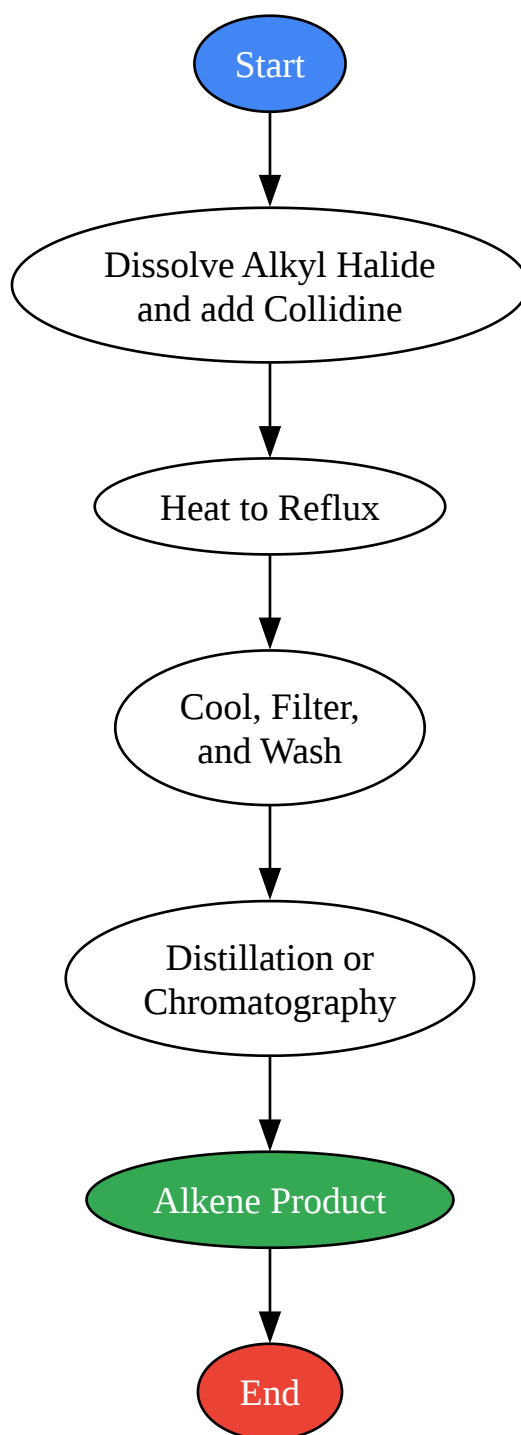 Start
Dissolve Alkyl Halide
and add Collidine
Heat to Reflux
Cool, Filter,
and Wash
Distillation or
Chromatography
Alkene Product
End